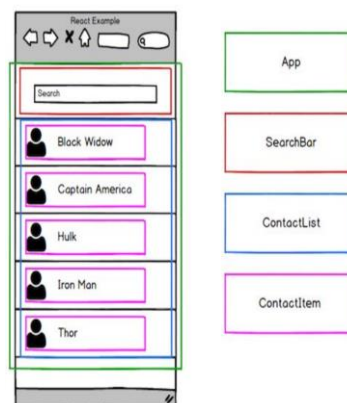 React Example
Search
Black Widow
Captain America
Hulk
Iron Man
Thor
App
SearchBar
ContactList
ContactItem